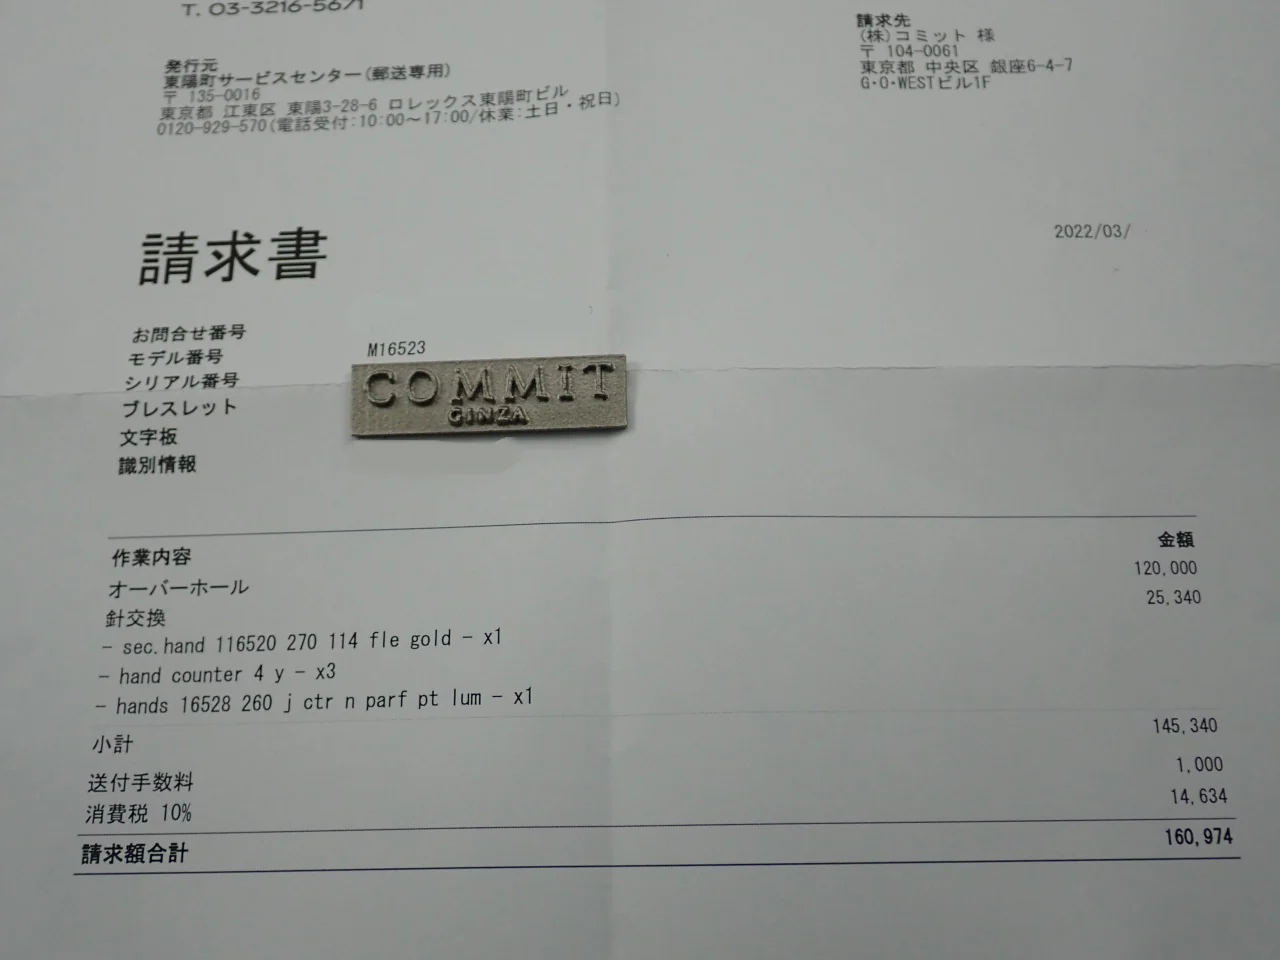 T. 03-3216-5671
発行元
東陽町サービスセンター(郵送専用)
〒 135-0016
東京都 江東区 東陽3-28-6 ロレックス東陽町ビル
0120-929-570(電話受付:10:00～17:00/休業:土日・祝日)
請求先
(株)コミット 様
〒 104-0061
東京都 中央区 銀座6-4-7
G・O・WESTビル1F
請求書
2022/03/
お問合せ番号
モデル番号 M16523
シリアル番号
ブレスレット
文字板
識別情報
COMMIT
GINZA
作業内容 金額
オーバーホール 120,000
針交換 25,340
- sec.hand 116520 270 114 fle gold - x1
- hand counter 4 y - x3
- hands 16528 260 j ctr n parf pt lum - x1
小計 145,340
送付手数料 1,000
消費税 10% 14,634
請求額合計 160,974